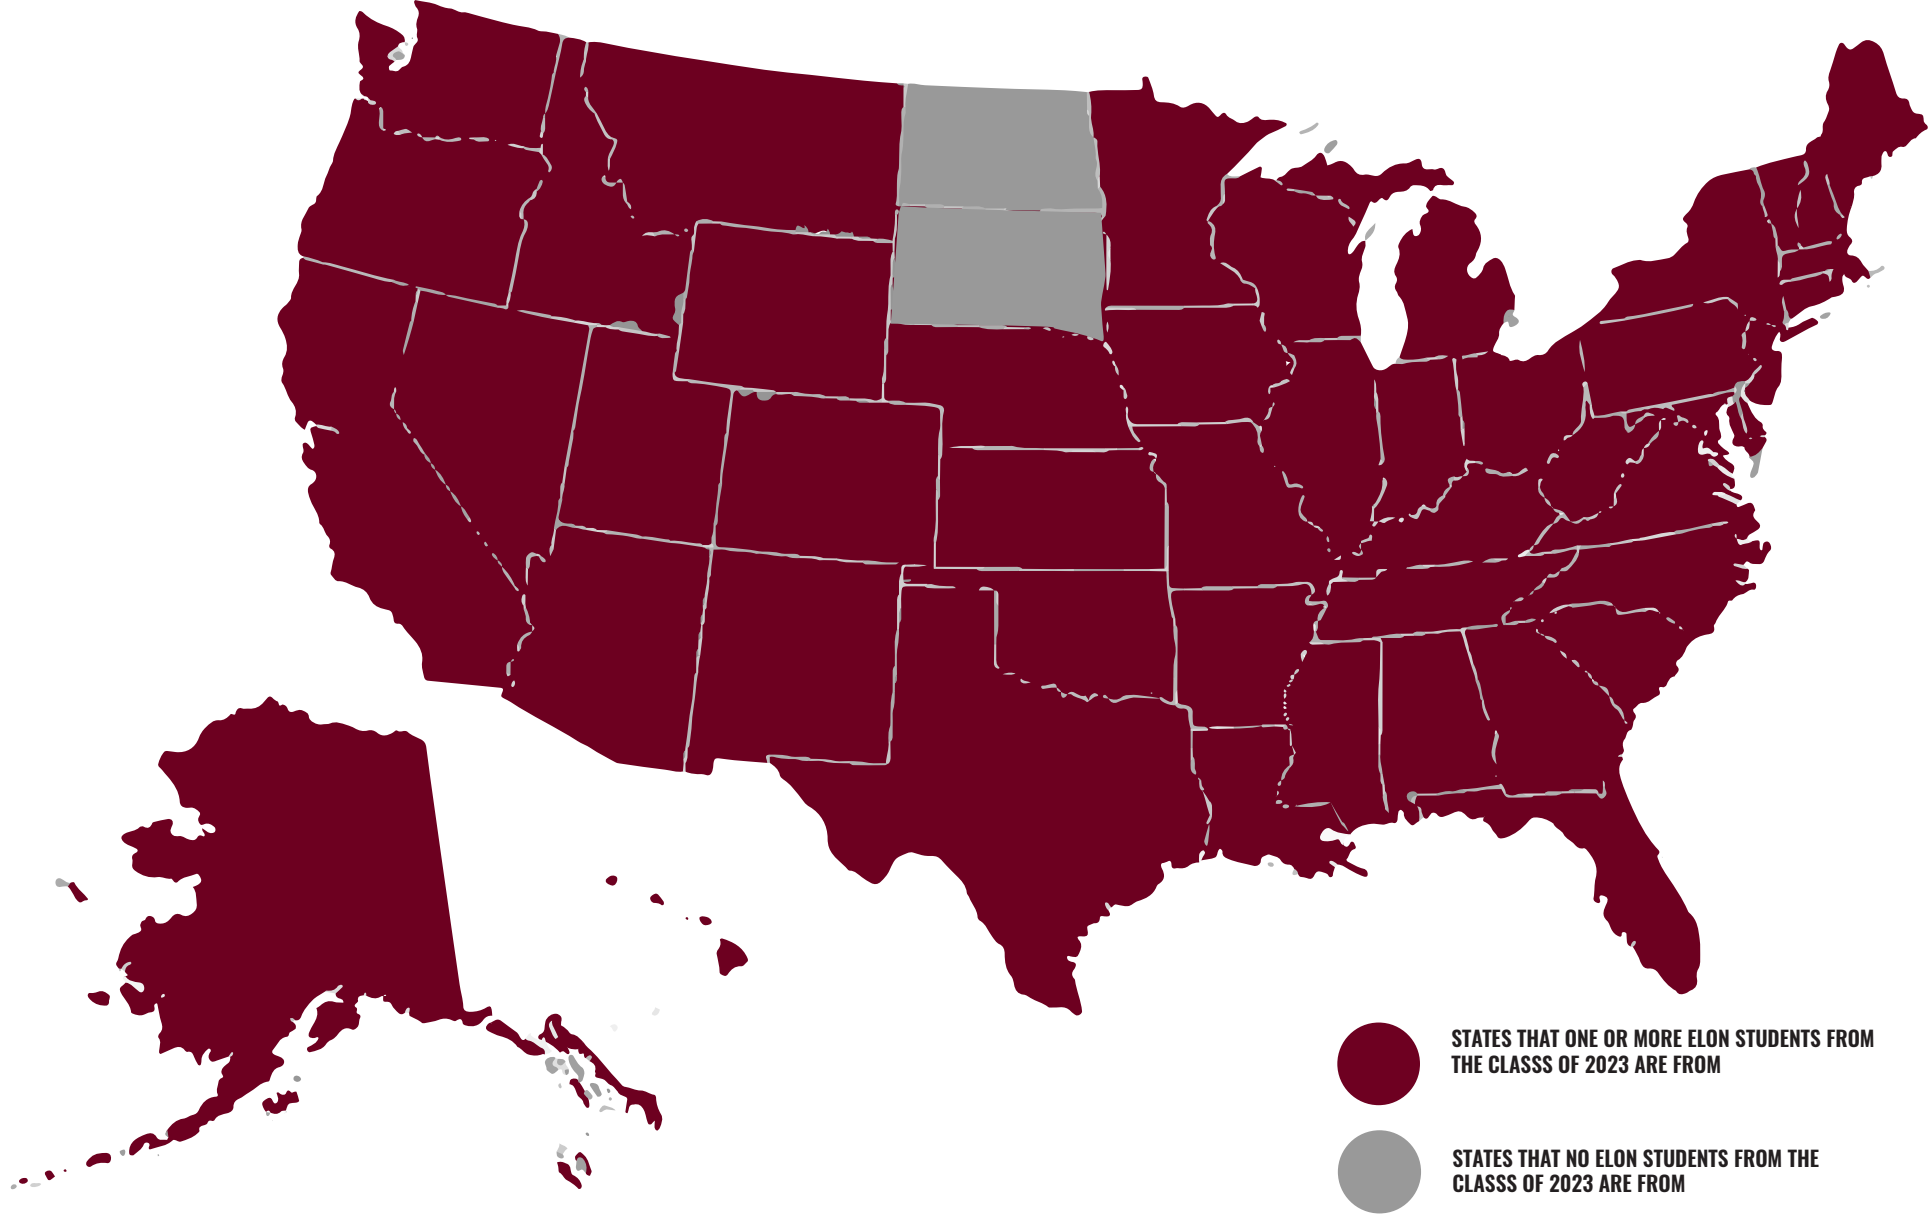 STATES THAT ONE OR MORE ELON STUDENTS FROM
THE CLASSS OF 2023 ARE FROM
STATES THAT NO ELON STUDENTS FROM THE
CLASSS OF 2023 ARE FROM